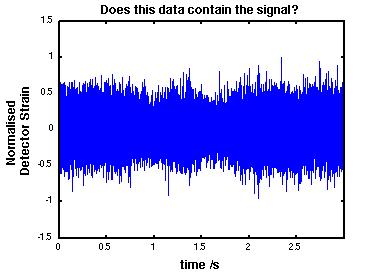 Does this data contain the signal?
1.5
1
0.5
0
-0.5
-1
-1.5
Normalised
Detector Strain
0 0.5 1 1.5 2 2.5
time /s